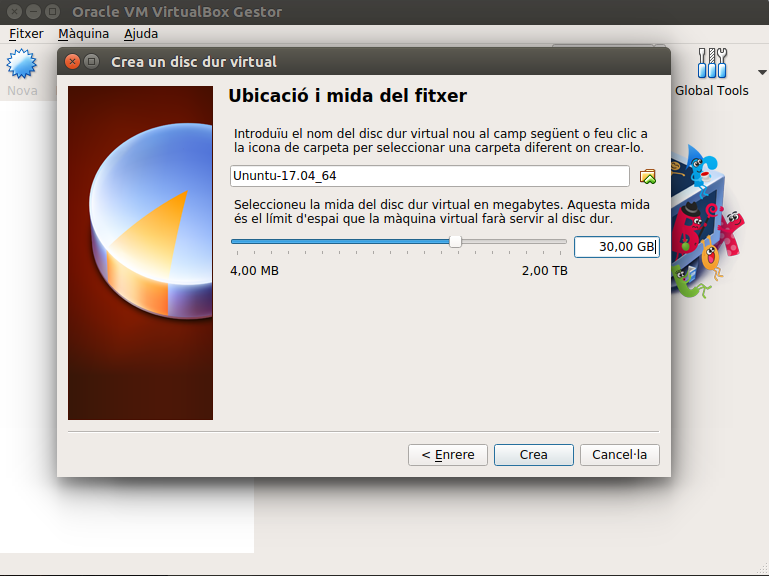 Oracle VM VirtualBox Gestor
Fitxer Màquina Ajuda
Nova
Global Tools
Crea un disc dur virtual
Ubicació i mida del fitxer
Introduïu el nom del disc dur virtual nou al camp següent o feu clic a
la icona de carpeta per seleccionar una carpeta diferent on crear-lo.
Ununtu-17.04_64
Seleccioneu la mida del disc dur virtual en megabytes. Aquesta mida
és el límit d'espai que la màquina virtual farà servir al disc dur.
30,00 GB
4,00 MB 2,00 TB
< Enrere Crea Cancel·la